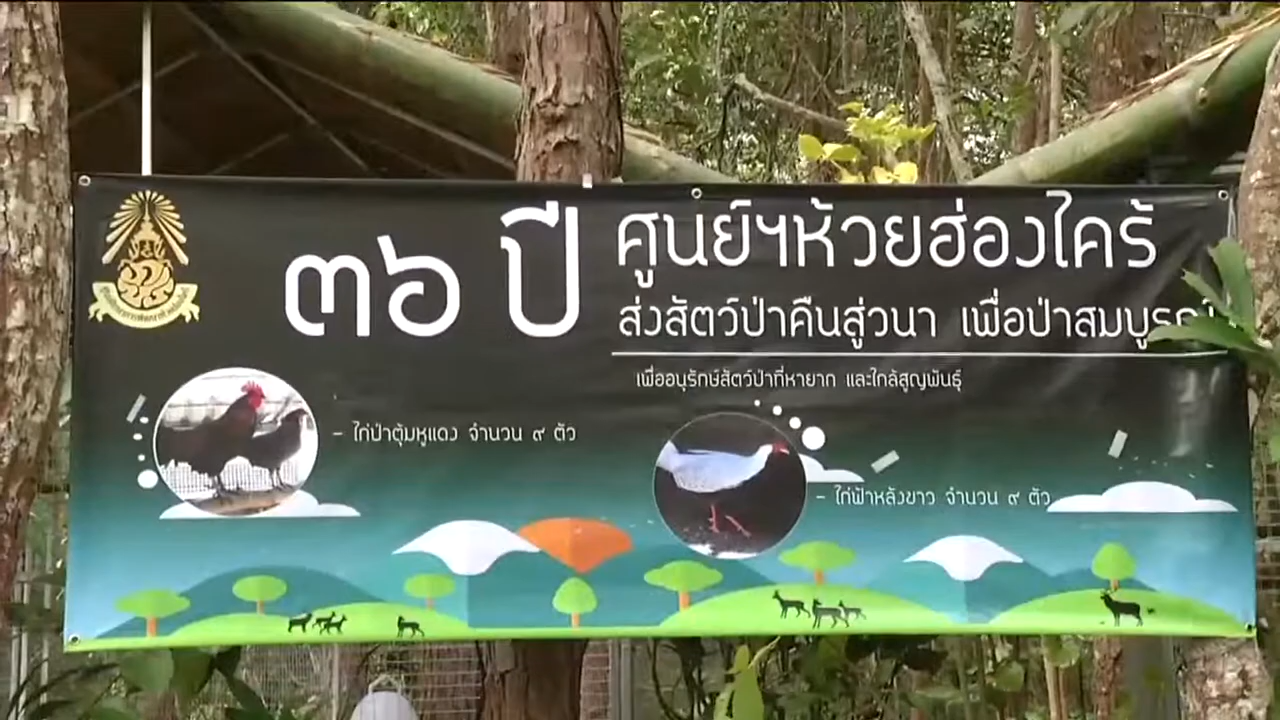 ๓๖ ปี
ศูนย์ฯห้วยฮ่องไคร้
ส่งสัตว์ป่าคืนสู่วนา เพื่อป่าสมบูรณ์
เพื่ออนุรักษ์สัตว์ป่าที่หายาก และใกล้สูญพันธุ์
- ไก่ป่าตุ้มหูแดง จำนวน ๙ ตัว
- ไก่ฟ้าหลังขาว จำนวน ๙ ตัว